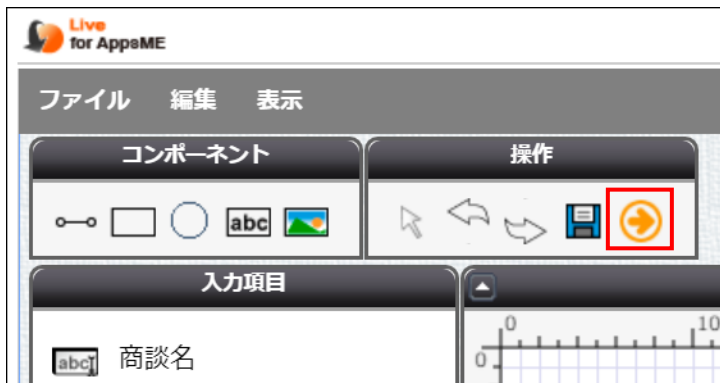 Live
for AppsME
ファイル 編集 表示
コンポーネント 操作
abc
入力項目
0 10
0
abc 商談名